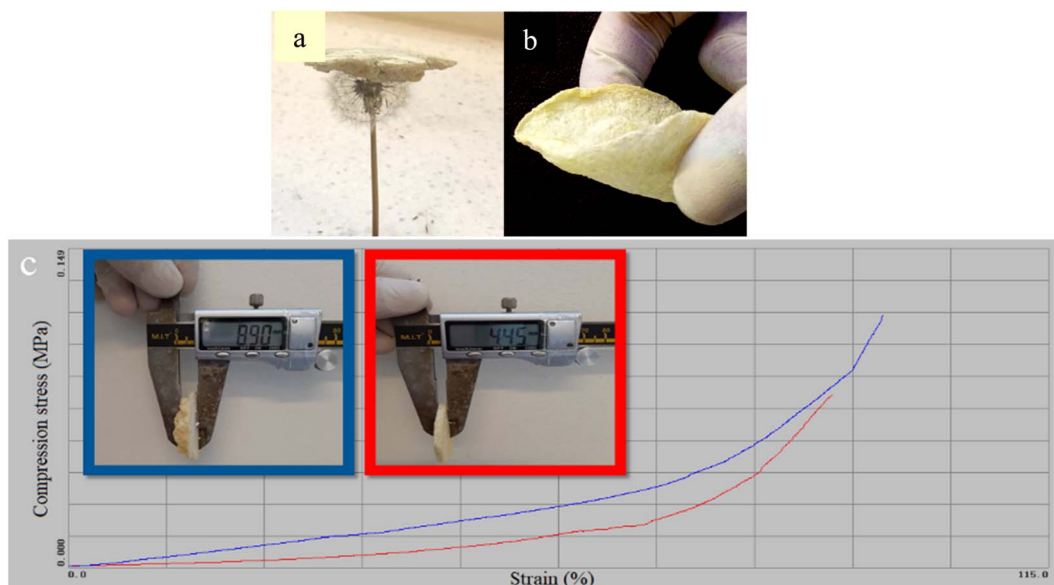 a
b
c
0.149
Compression stress (MPa)
0.000
0.0
Strain (%)
115.0
M.I.T
8.90
M.I.T
4.45